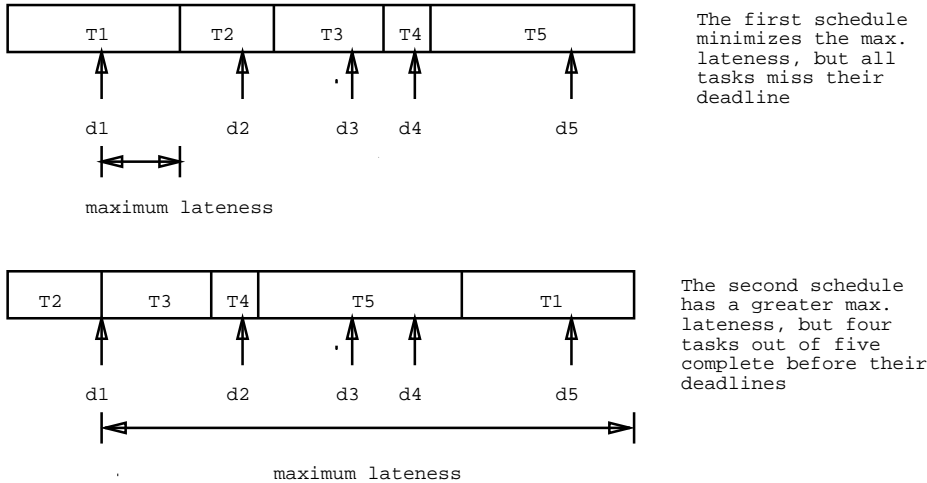 T1 T2 T3 T4 T5
The first schedule
minimizes the max.
lateness, but all
tasks miss their
deadline
d1 d2 d3 d4 d5
maximum lateness
T2 T3 T4 T5 T1
The second schedule
has a greater max.
lateness, but four
tasks out of five
complete before their
deadlines
d1 d2 d3 d4 d5
maximum lateness